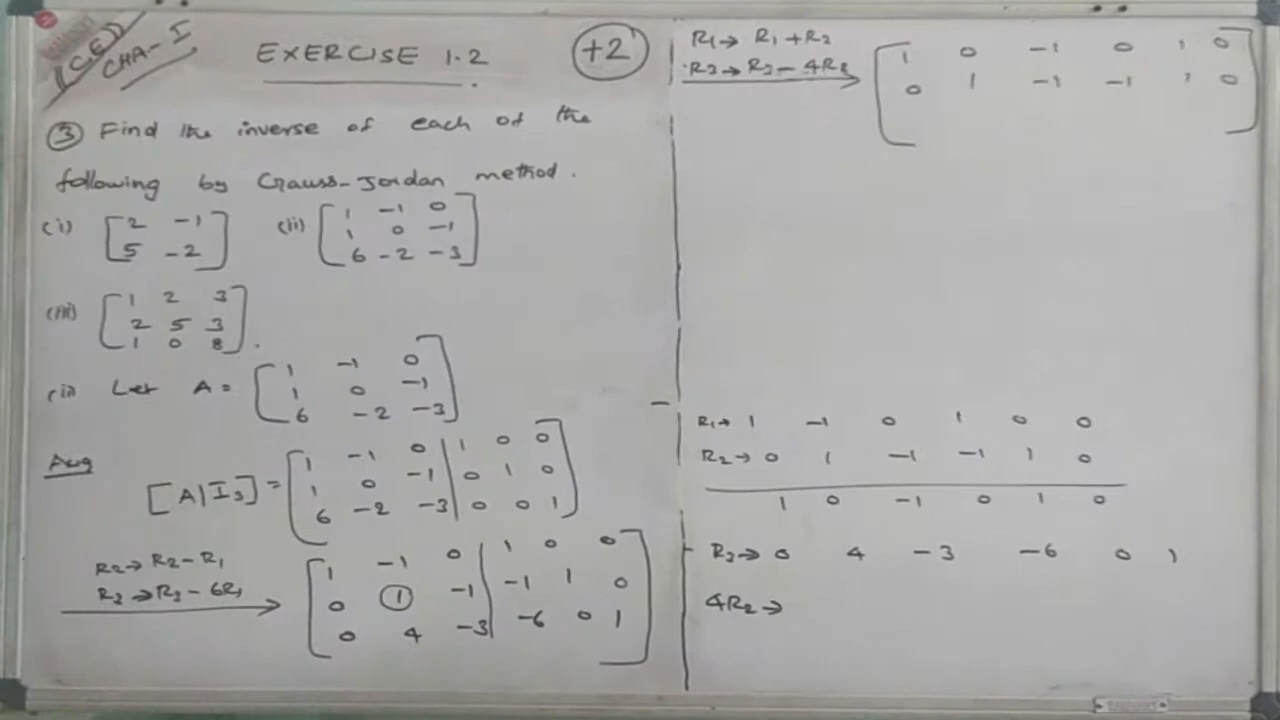 (C.E)
CHA-I
EXERCISE 1.2
+2
③ Find the inverse of each of the
following by Gauss-Jordan method.
(i) [2 -1
5 -2]
(ii) [1 -1 0
1 0 -1
6 -2 -3]
(iii) [1 2 3
2 5 3
1 0 8].
(ii) Let A = [1 -1 0
1 0 -1
6 -2 -3]
Aug
[A|I3] = [1 -1 0 | 1 0 0
1 0 -1 | 0 1 0
6 -2 -3 | 0 0 1]
R2→R2-R1
R3→R3-6R1
[1 -1 0 | 1 0 0
0 ① -1 | -1 1 0
0 4 -3 | -6 0 1]
R1→ R1+R2
R3→R3-4R2
[1 0 -1 0 1 0
0 1 -1 -1 1 0]
R1→ 1 -1 0 1 0 0
R2→ 0 1 -1 -1 1 0
1 0 -1 0 1 0
R3→ 0 4 -3 -6 0 1
4R2→